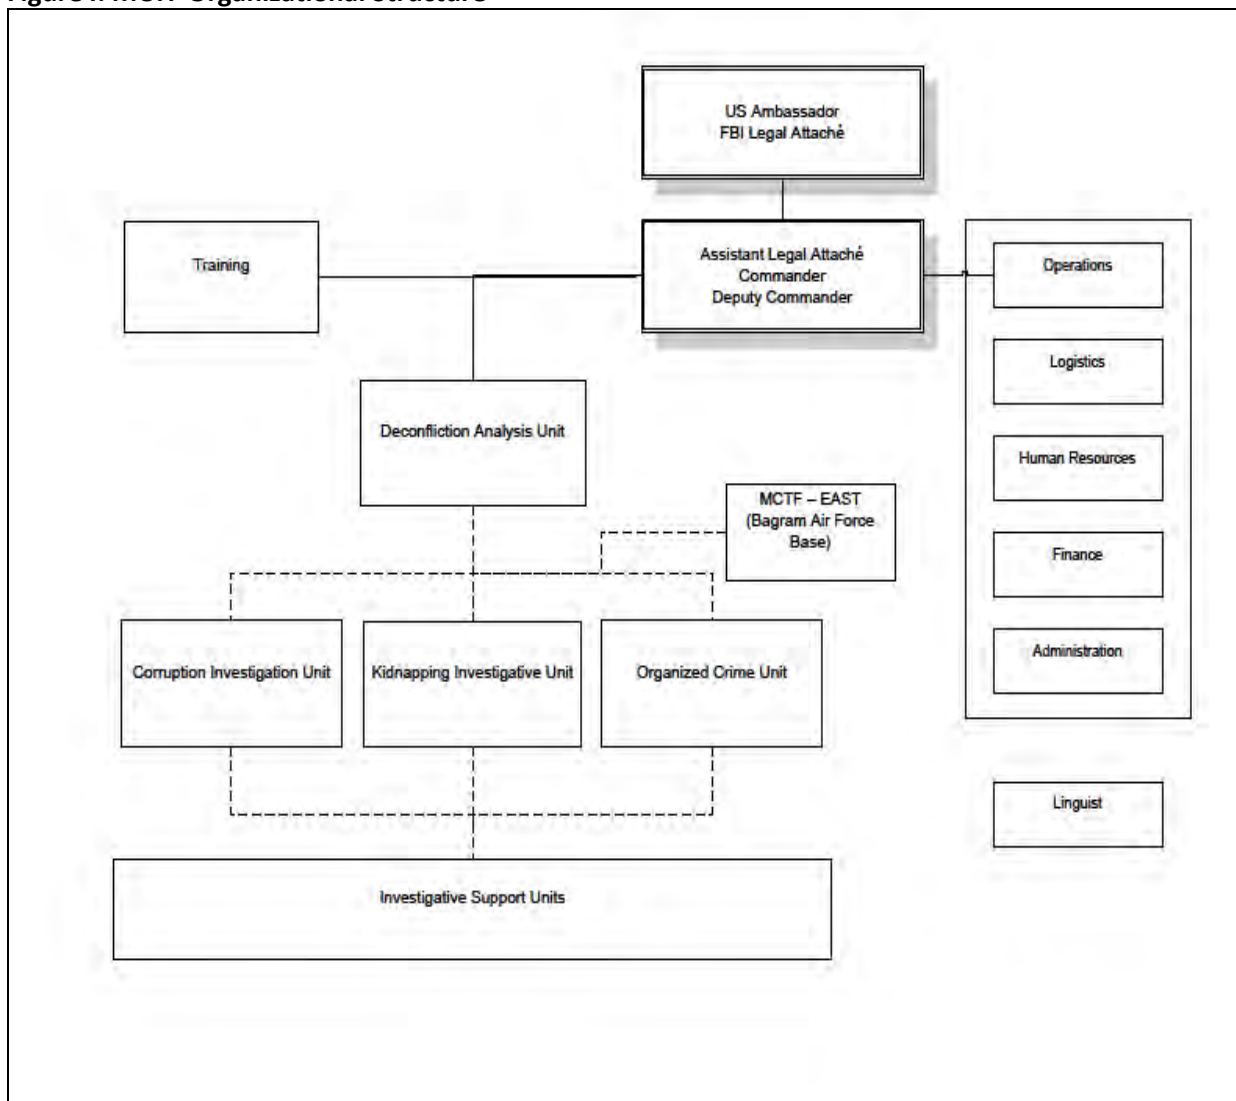 US Ambassador
FBI Legal Attaché
Assistant Legal Attaché
Commander
Deputy Commander
Training
Operations
Logistics
Human Resources
Finance
Administration
Linguist
Deconfliction Analysis Unit
MCTF – EAST
(Bagram Air Force
Base)
Corruption Investigation Unit
Kidnapping Investigative Unit
Organized Crime Unit
Investigative Support Units